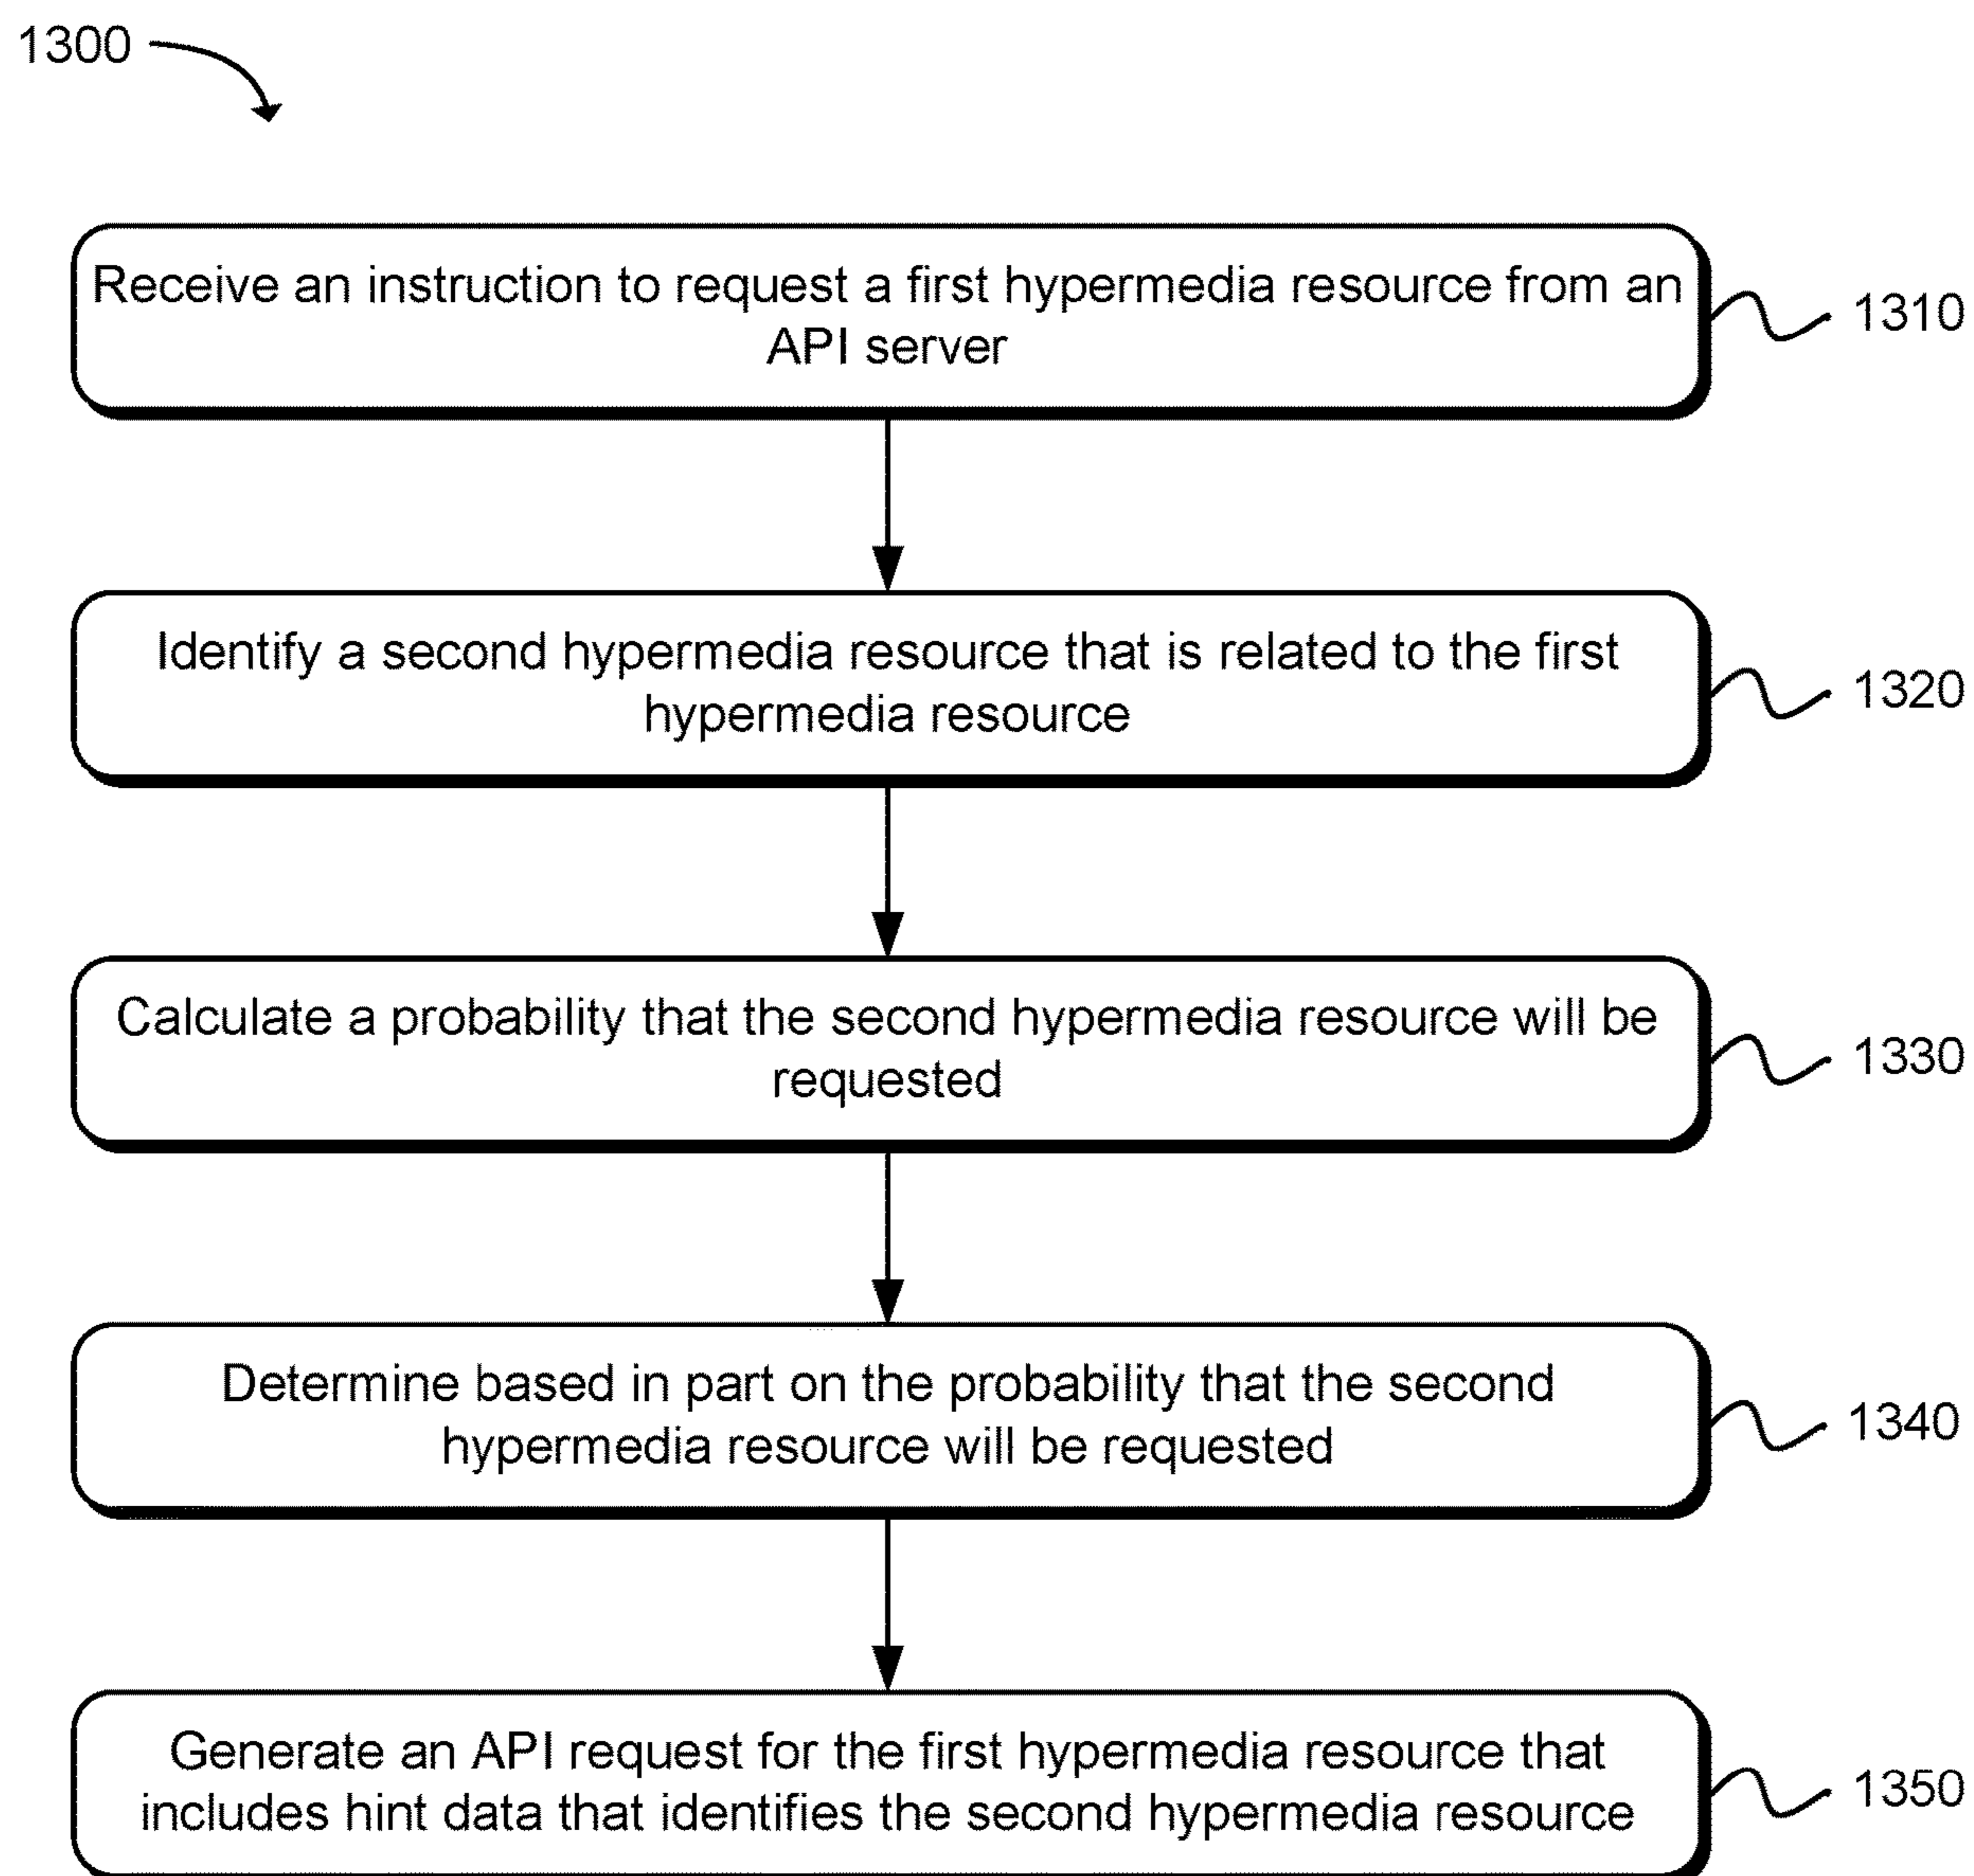 1300
Receive an instruction to request a first hypermedia resource from an
API server
1310
Identify a second hypermedia resource that is related to the first
hypermedia resource
1320
Calculate a probability that the second hypermedia resource will be
requested
1330
Determine based in part on the probability that the second
hypermedia resource will be requested
1340
Generate an API request for the first hypermedia resource that
includes hint data that identifies the second hypermedia resource
1350